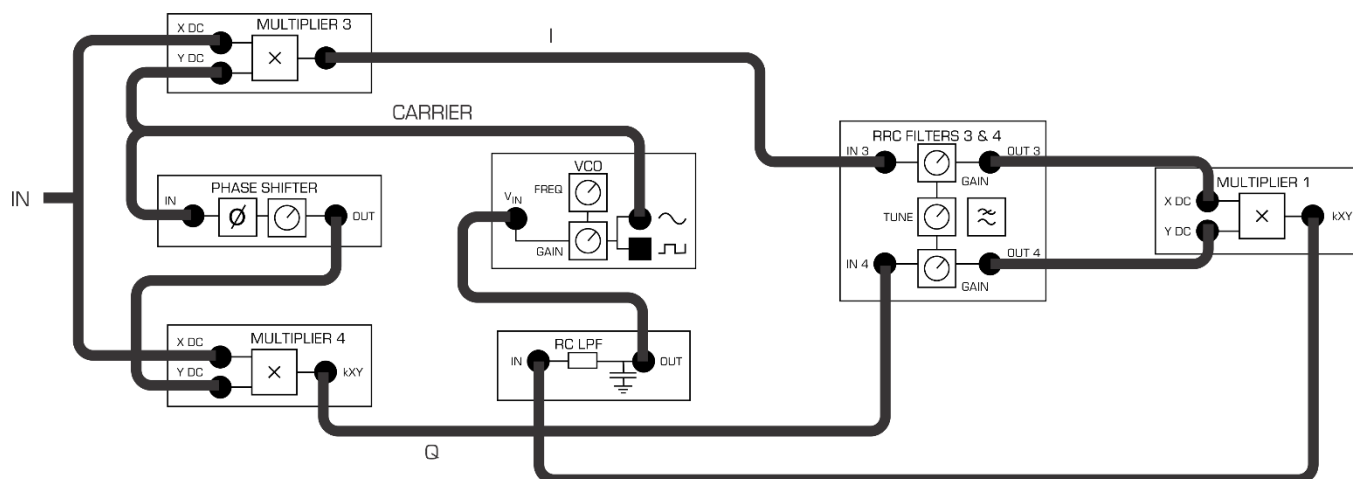 MULTIPLIER 3
X DC
Y DC
×
I
CARRIER
IN
PHASE SHIFTER
IN
Ø
OUT
VCO
FREQ
VIN
GAIN
RRC FILTERS 3 & 4
IN 3
OUT 3
GAIN
TUNE
IN 4
OUT 4
GAIN
MULTIPLIER 1
X DC
Y DC
×
kXY
MULTIPLIER 4
X DC
Y DC
×
kXY
RC LPF
IN
OUT
Q